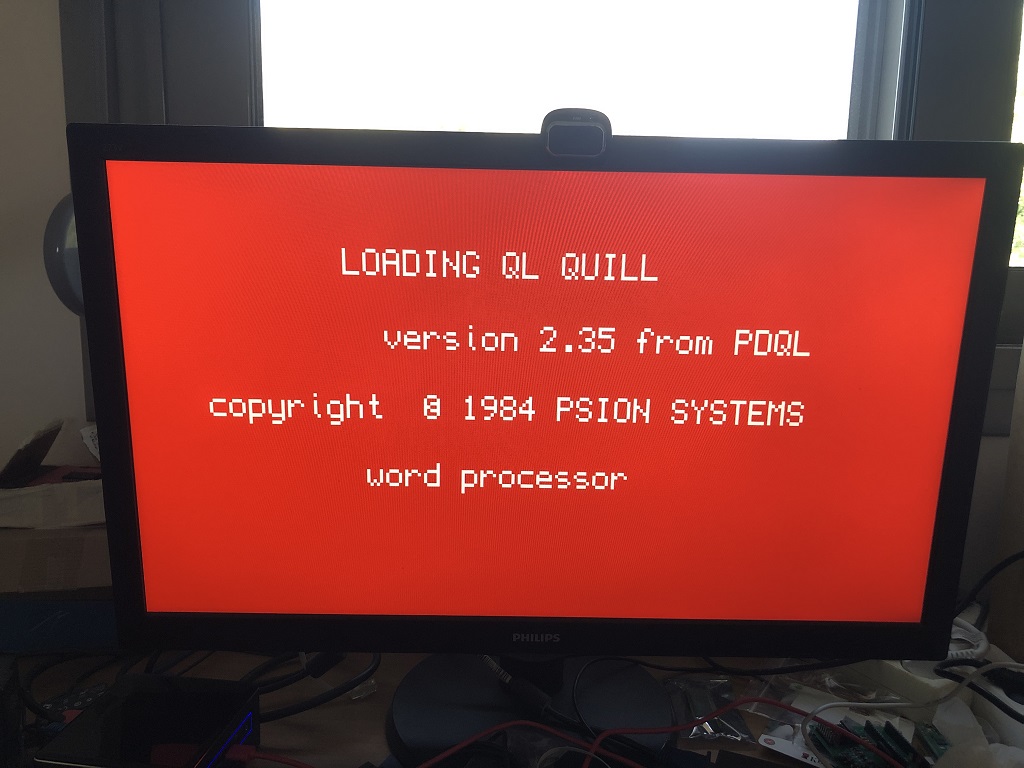 LOADING QL QUILL
version 2.35 from PDQL
copyright © 1984 PSION SYSTEMS
word processor
PHILIPS